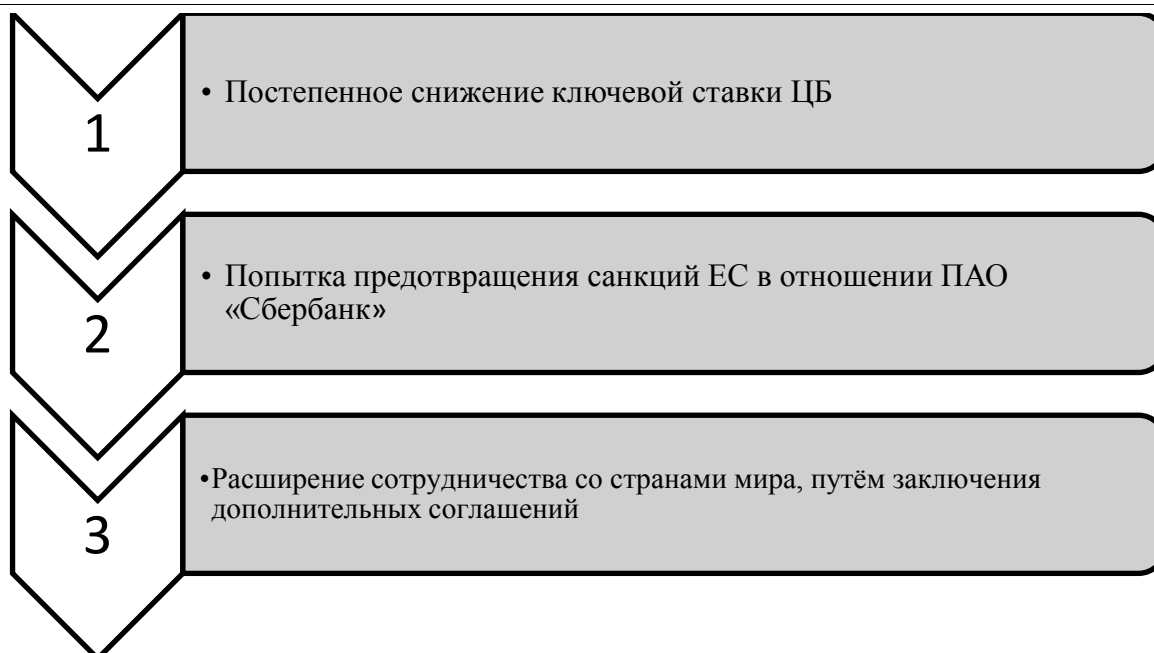 1
• Постепенное снижение ключевой ставки ЦБ
2
• Попытка предотвращения санкций ЕС в отношении ПАО
«Сбербанк»
3
•Расширение сотрудничества со странами мира, путём заключения
дополнительных соглашений